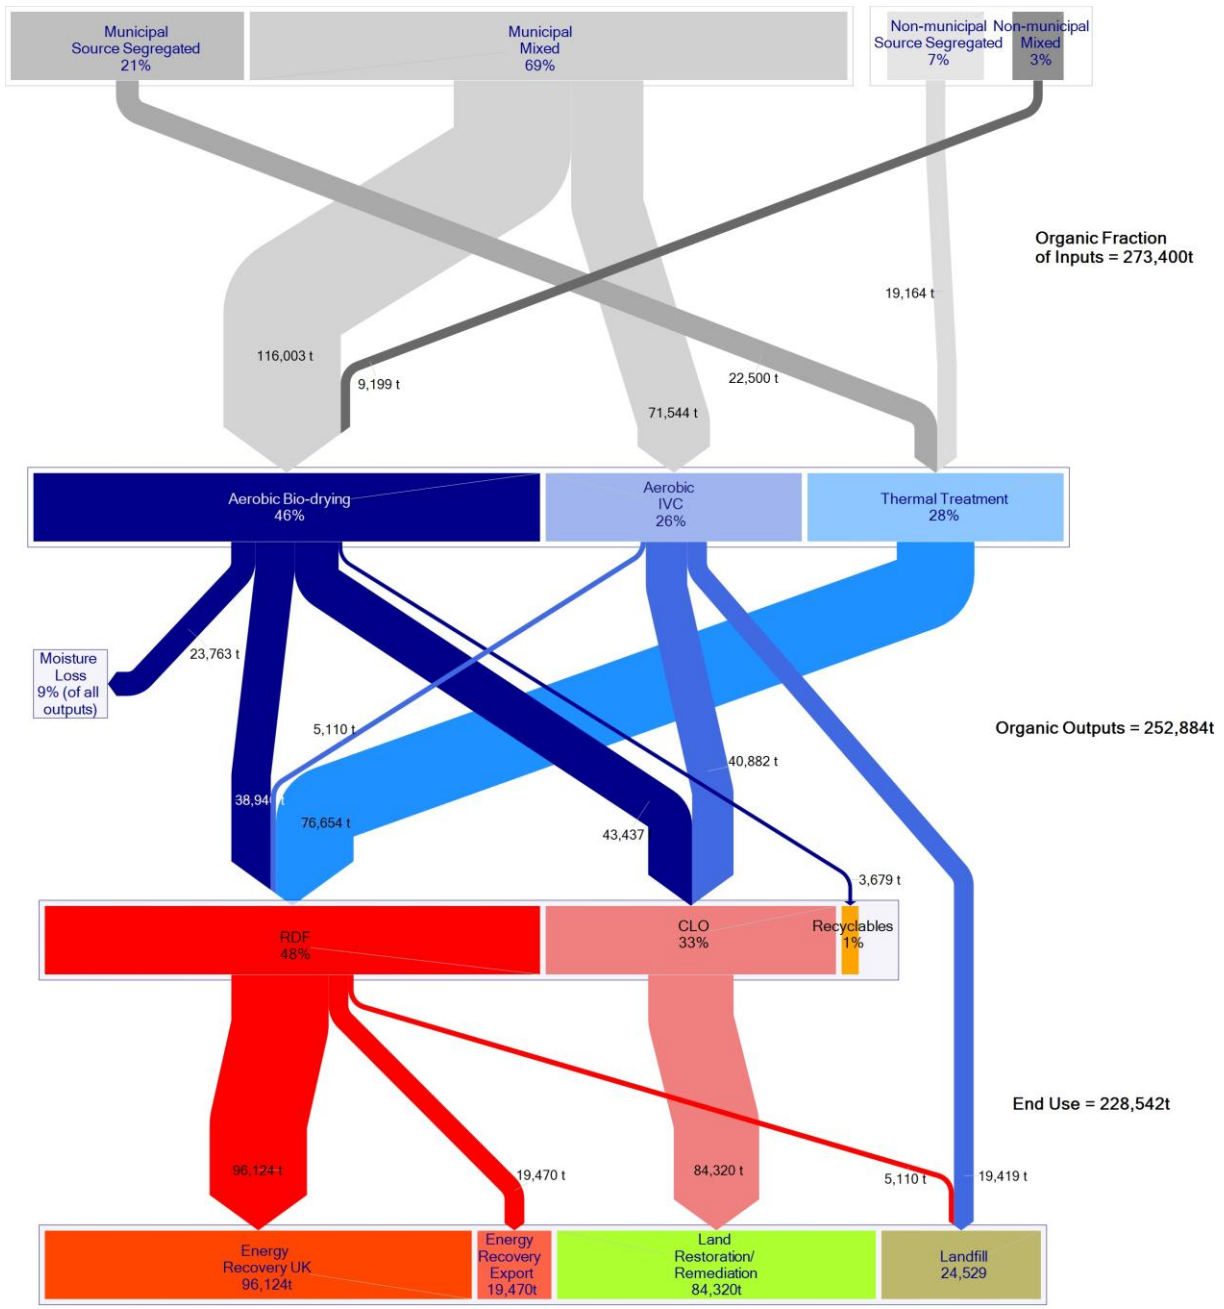 Municipal
Source Segregated
21%
Municipal
Mixed
69%
Non-municipal
Source Segregated
7%
Non-municipal
Mixed
3%
Organic Fraction
of Inputs = 273,400t
19,164 t
116,003 t
9,199 t
22,500 t
71,544 t
Aerobic Bio-drying
46%
Aerobic
IVC
26%
Thermal Treatment
28%
23,763 t
Moisture
Loss
9% (of all
outputs)
5,110 t
Organic Outputs = 252,884t
40,882 t
76,654 t
43,437
3,679 t
RDF
48%
CLO
33%
Recyclables
1%
End Use = 228,542t
96,124 t
19,470 t
84,320 t
5,110 t
19,419 t
Energy
Recovery UK
96,124t
Energy
Recovery
Export
19,470t
Land
Restoration/
Remediation
84,320t
Landfill
24,529